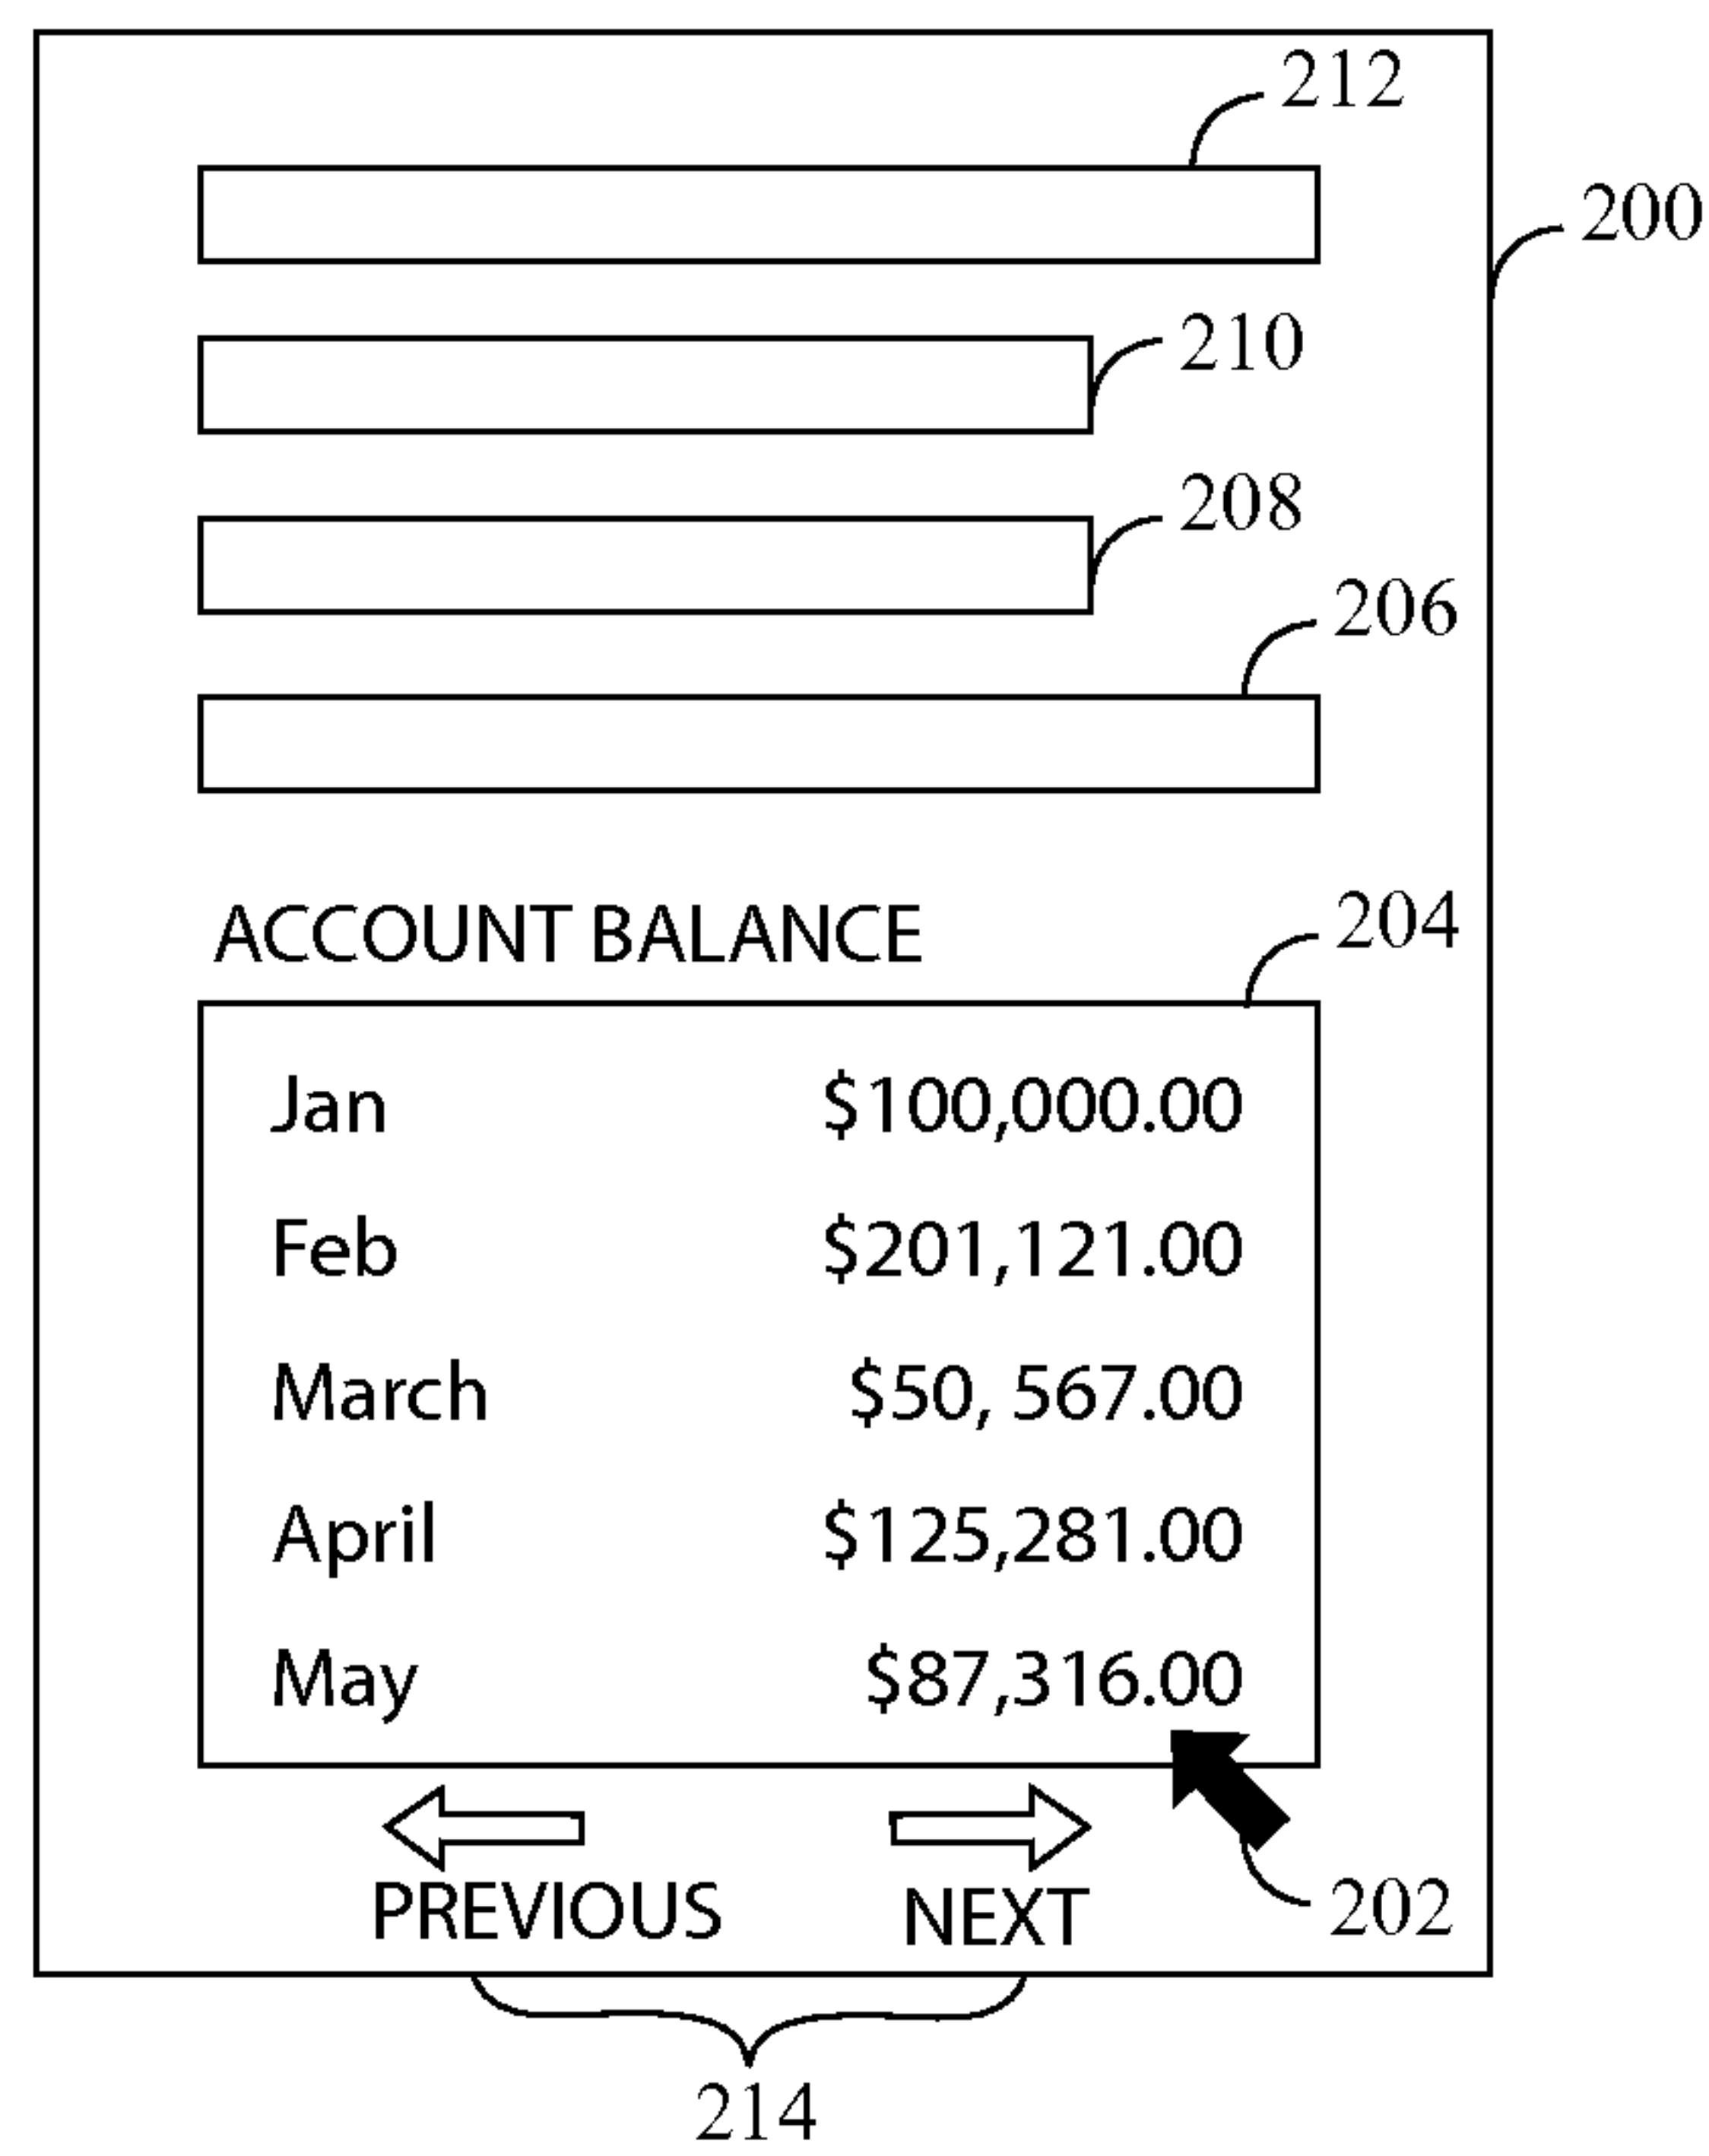 212
200
210
208
206
ACCOUNT BALANCE
204
Jan $100,000.00
Feb $201,121.00
March $50, 567.00
April $125,281.00
May $87,316.00
PREVIOUS NEXT
202
214